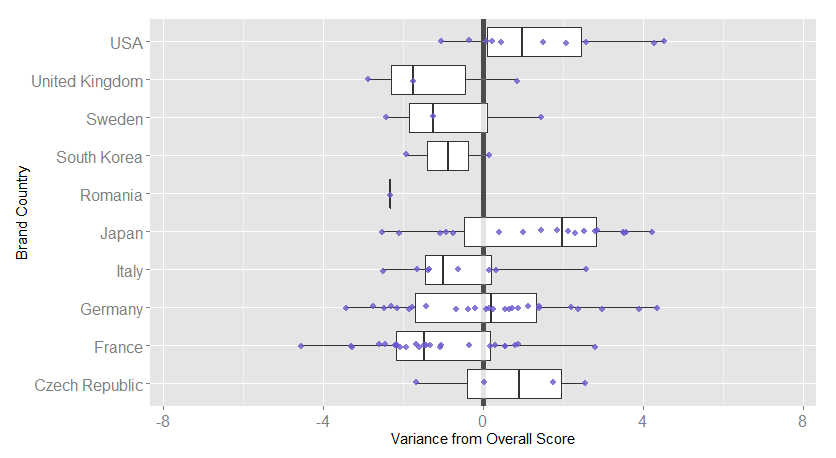 USA
United Kingdom
Sweden
South Korea
Romania
Japan
Italy
Germany
France
Czech Republic
Brand Country
-8 -4 0 4 8
Variance from Overall Score